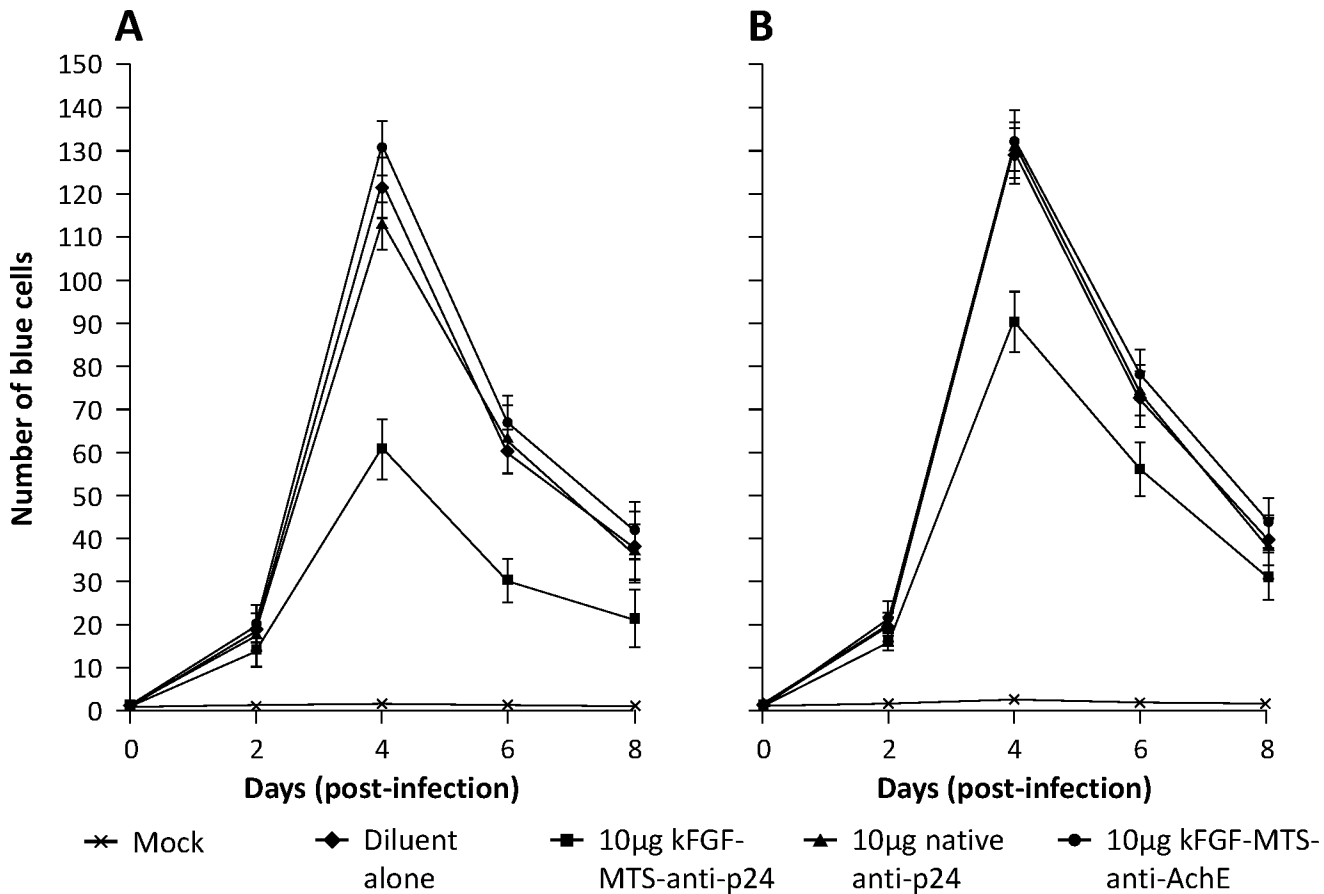 A
B
150
140
130
120
110
100
90
80
70
60
50
40
30
20
10
0
Number of blue cells
0 2 4 6 8
0 2 4 6 8
Days (post-infection)
Days (post-infection)
Mock
Diluent
alone
10µg kFGF-
MTS-anti-p24
10µg native
anti-p24
10µg kFGF-MTS-
anti-AchE